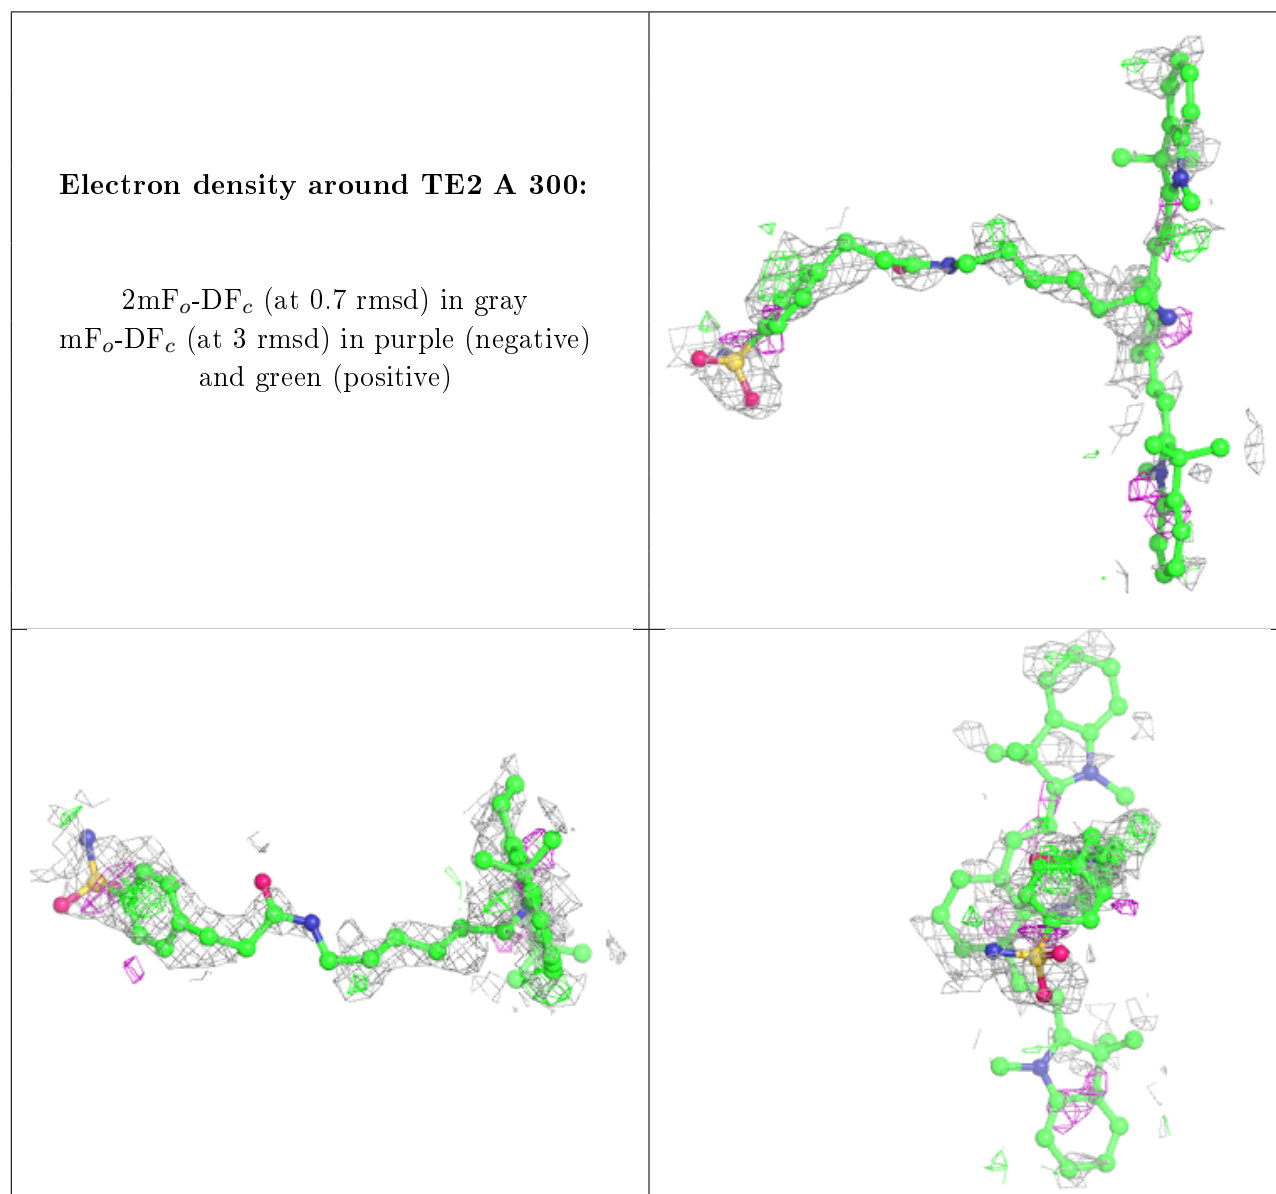 Electron density around TE2 A 300:
2mFo-DFc (at 0.7 rmsd) in gray
mFo-DFc (at 3 rmsd) in purple (negative)
and green (positive)